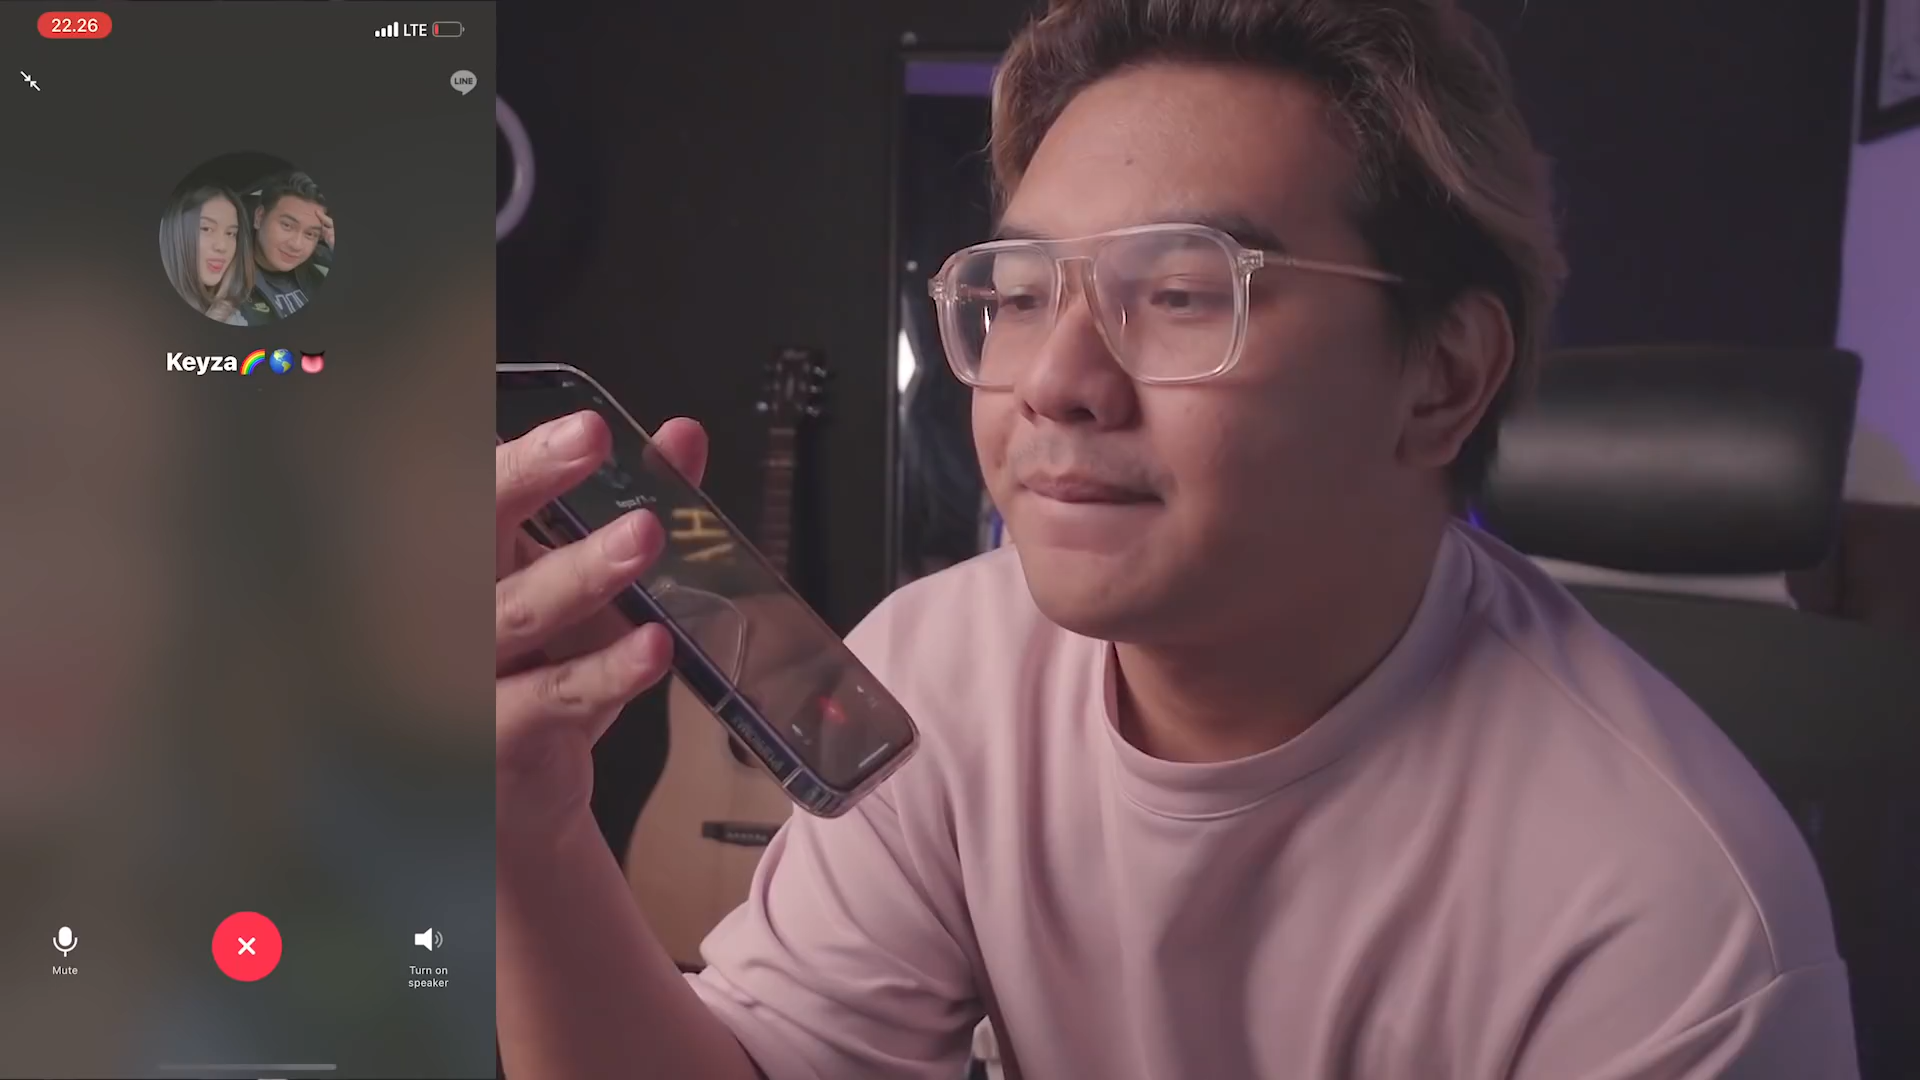 22.26
LTE
LINE
Keyza🌈🌎👅
Mute
Turn on
speaker